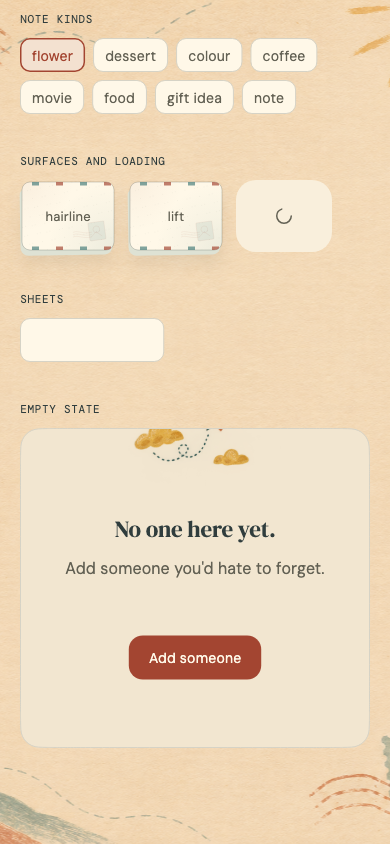 NOTE KINDS
flower dessert colour coffee
movie food gift idea note
SURFACES AND LOADING
hairline lift
SHEETS
EMPTY STATE
No one here yet.
Add someone you'd hate to forget.
Add someone